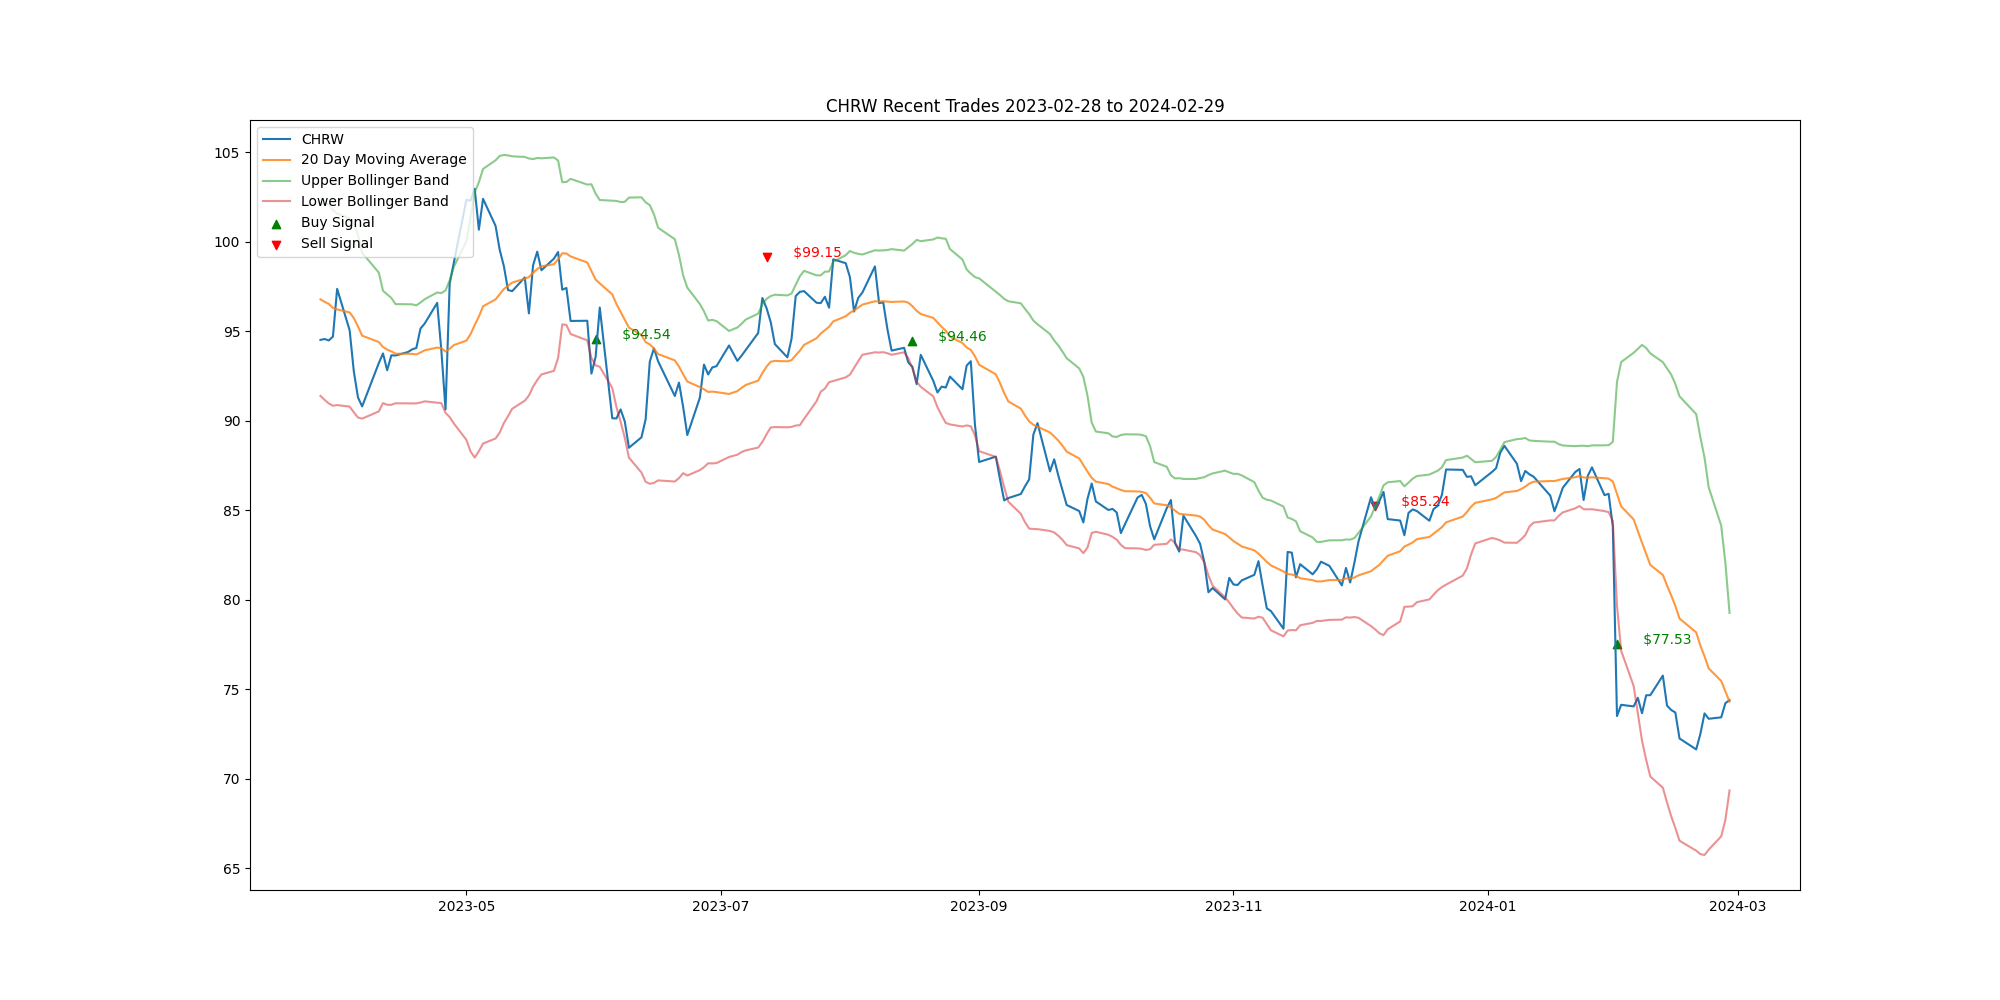 CHRW Recent Trades 2023-02-28 to 2024-02-29
CHRW
20 Day Moving Average
Upper Bollinger Band
Lower Bollinger Band
Buy Signal
Sell Signal
105
100
95
90
85
80
75
70
65
$94.54
$99.15
$94.46
$85.24
$77.53
2023-05
2023-07
2023-09
2023-11
2024-01
2024-03